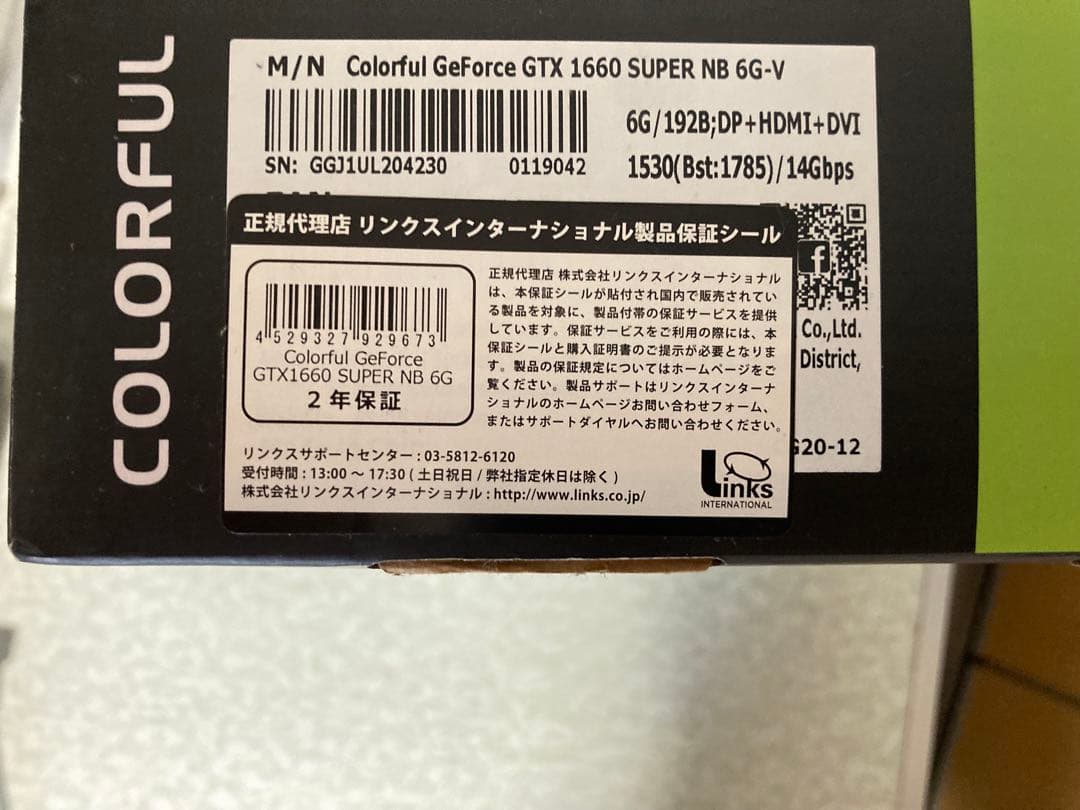 COLORFUL
M/N Colorful GeForce GTX 1660 SUPER NB 6G-V
6G/192B;DP+HDMI+DVI
SN: GGJ1UL204230 0119042
1530(Bst:1785)/14Gbps
正規代理店 リンクスインターナショナル製品保証シール
f
4 529327 929673
Colorful GeForce
GTX1660 SUPER NB 6G
2年保証
正規代理店 株式会社リンクスインターナショナル
は、本保証シールが貼付され国内で販売されてい
る製品を対象に、製品付帯の保証サービスを提供
しています。保証サービスをご利用の際には、本
保証シールと購入証明書のご提示が必要となりま
す。製品の保証規定についてはホームページをご
覧ください。製品サポートはリンクスインターナ
ショナルのホームページお問い合わせフォーム、
またはサポートダイヤルへお問い合わせください。
Co.,Ltd.
District,
G20-12
リンクスサポートセンター : 03-5812-6120
受付時間 : 13:00 〜 17:30 ( 土日祝日 / 弊社指定休日は除く )
株式会社リンクスインターナショナル : http://www.links.co.jp/
Links
INTERNATIONAL